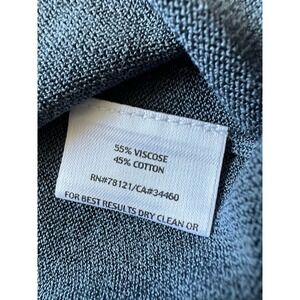 55% VISCOSE
45% COTTON
RN#78121/CA#34460
FOR BEST RESULTS DRY CLEAN OR